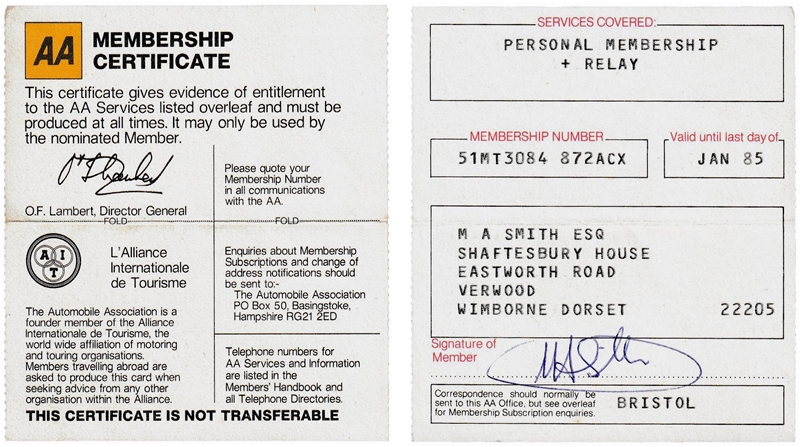 AA
MEMBERSHIP
CERTIFICATE
This certificate gives evidence of entitlement
to the AA Services listed overleaf and must be
produced at all times. It may only be used by
the nominated Member.
O.F. Lambert, Director General
Please quote your
Membership Number
in all communications
with the AA.
FOLD
FOLD
AIT
L'Alliance
Internationale
de Tourisme
The Automobile Association is a
founder member of the Alliance
Internationale de Tourisme, the
world wide affiliation of motoring
and touring organisations.
Members travelling abroad are
asked to produce this card when
seeking advice from any other
organisation within the Alliance.
Enquiries about Membership
Subscriptions and change of
address notifications should
be sent to:-
The Automobile Association
PO Box 50, Basingstoke,
Hampshire RG21 2ED
Telephone numbers for
AA Services and Information
are listed in the
Members' Handbook and
all Telephone Directories.
THIS CERTIFICATE IS NOT TRANSFERABLE
SERVICES COVERED:
PERSONAL MEMBERSHIP
+ RELAY
MEMBERSHIP NUMBER
51MT3084 872ACX
Valid until last day of
JAN 85
M A SMITH ESQ
SHAFTESBURY HOUSE
EASTWORTH ROAD
VERWOOD
WIMBORNE DORSET 22205
Signature of
Member
Correspondence should normally be
sent to this AA Office, but see overleaf
for Membership Subscription enquiries.
BRISTOL